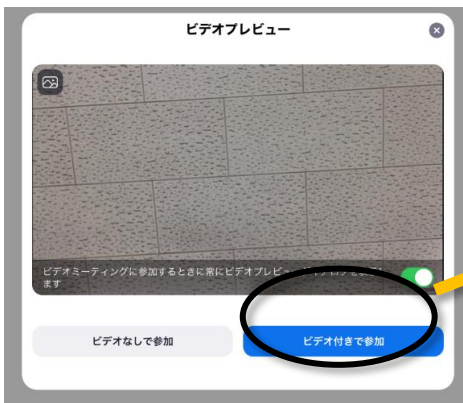 ビデオプレビュー
ビデオミーティングに参加するときに常にビデオプレビュー
ます
ビデオなしで参加
ビデオ付きで参加